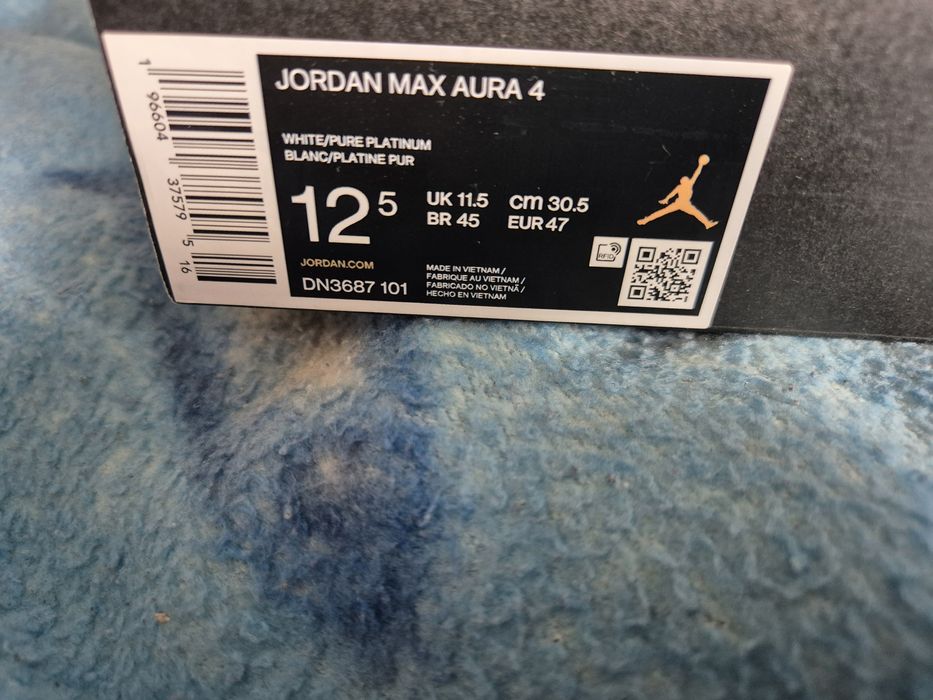 1 96604 37579 5 16
JORDAN MAX AURA 4
WHITE/PURE PLATINUM
BLANC/PLATINE PUR
12 5
UK 11.5 cm 30.5
BR 45 EUR 47
RFID
JORDAN.COM
DN3687 101
MADE IN VIETNAM /
FABRIQUE AU VIETNAM /
FABRICADO NO VIETNÃ /
HECHO EN VIETNAM